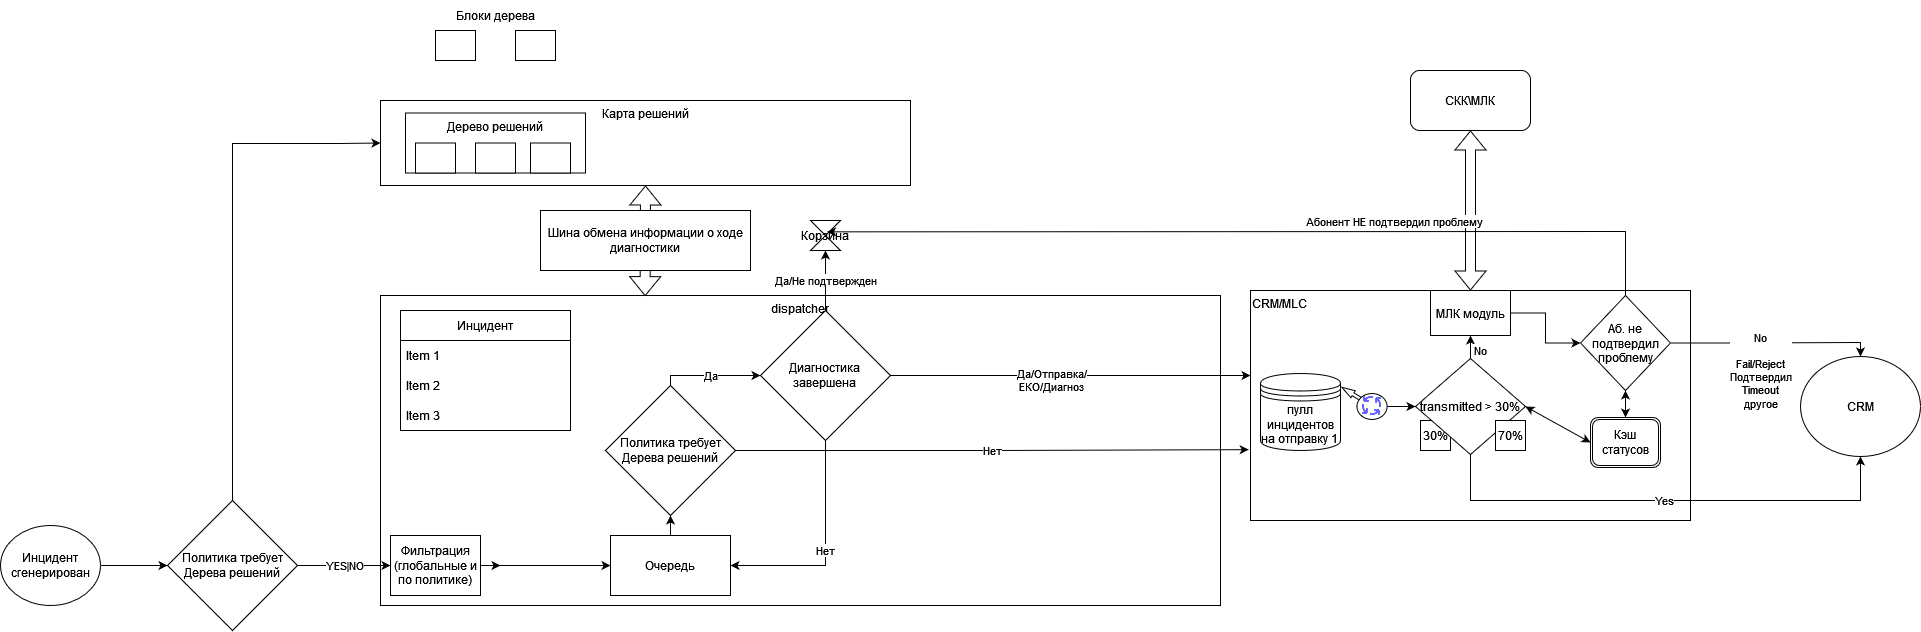 Блоки дерева
Карта решений
Дерево решений
СКК\МЛК
Шина обмена информации о ходе
диагностики
Корзина
Абонент НЕ подтвердил проблему
Да/Не подтвержден
dispatcher
Инцидент
Item 1
Item 2
Item 3
Диагностика
завершена
Да
Да/Отправка/
ЕКО/Диагноз
Политика требует
Дерева решений
Нет
Нет
CRM/MLC
МЛК модуль
No
пулл
инцидентов
на отправку 1
transmitted > 30%
30%
70%
Аб. не
подтвердил
проблему
Кэш
статусов
Yes
No
Fail/Reject
Подтвердил
Timeout
другое
CRM
Инцидент
сгенерирован
Политика требует
Дерева решений
YES|NO
Фильтрация
(глобальные и
по политике)
Очередь